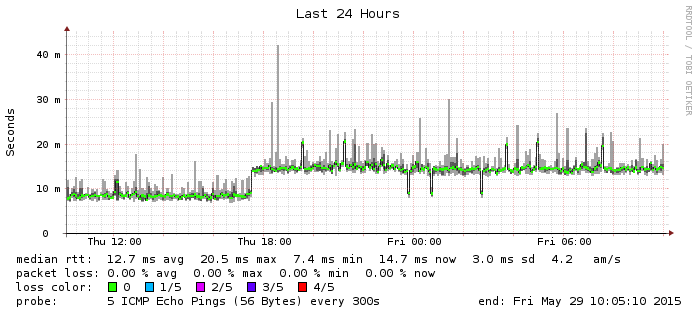 Last 24 Hours
RRDTOOL / TOBI OETIKER
Seconds
40 m
30 m
20 m
10 m
0
Thu 12:00 Thu 18:00 Fri 00:00 Fri 06:00
median rtt: 12.7 ms avg 20.5 ms max 7.4 ms min 14.7 ms now 3.0 ms sd 4.2 am/s
packet loss: 0.00 % avg 0.00 % max 0.00 % min 0.00 % now
loss color: 0 1/5 2/5 3/5 4/5
probe: 5 ICMP Echo Pings (56 Bytes) every 300s end: Fri May 29 10:05:10 2015